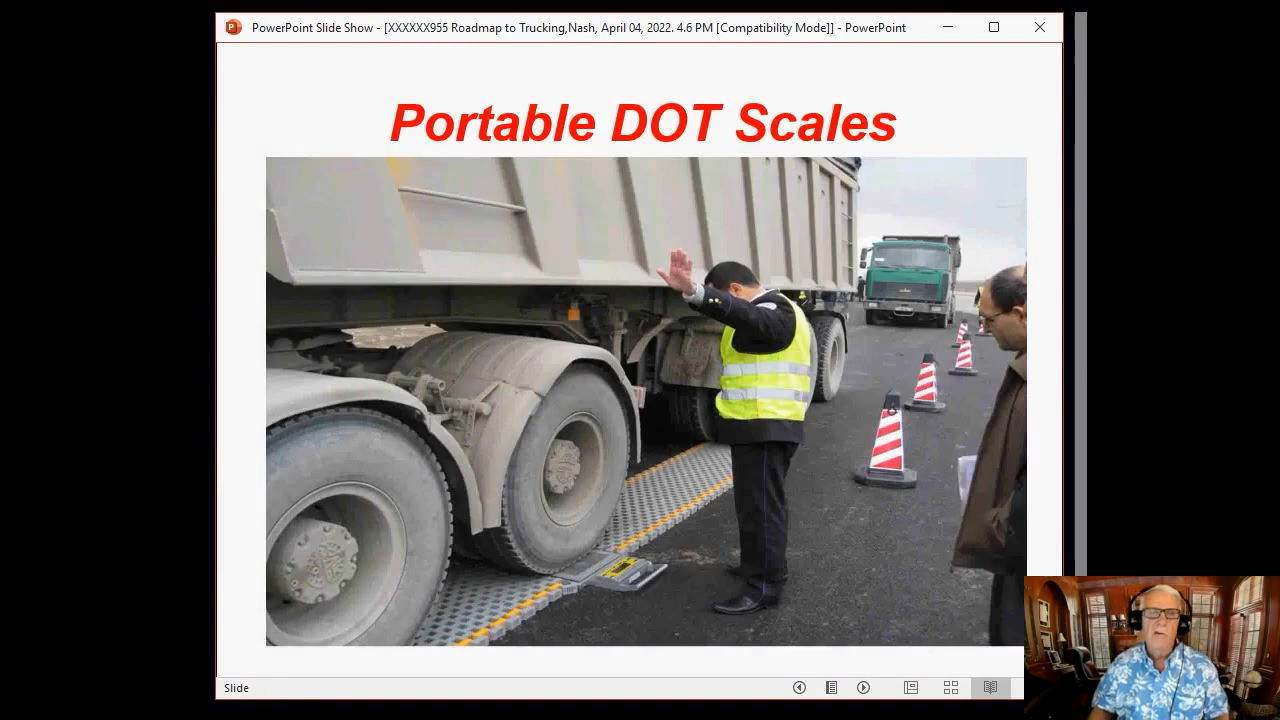 PowerPoint Slide Show - [XXXXXX955 Roadmap to Trucking,Nash, April 04, 2022. 4.6 PM [Compatibility Mode]] - PowerPoint
Portable DOT Scales
Slide